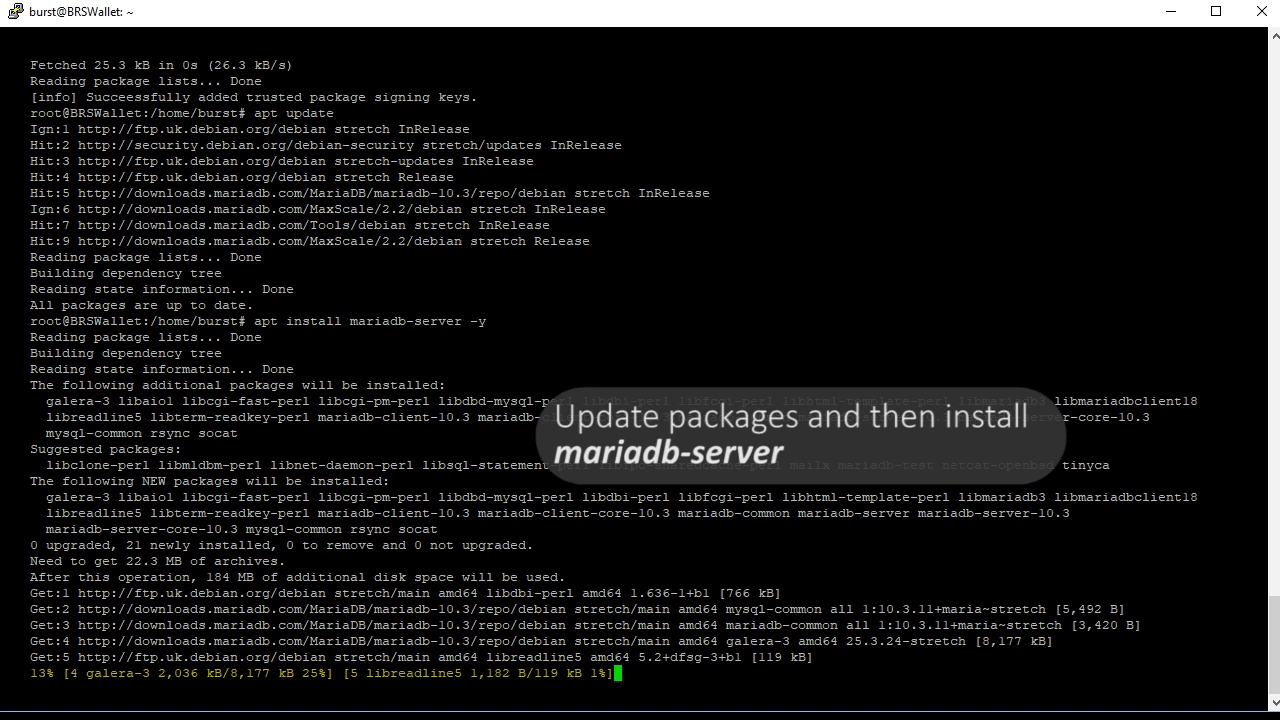 burst@BRSWallet: ~
Fetched 25.3 kB in 0s (26.3 kB/s)
Reading package lists... Done
[info] Succeessfully added trusted package signing keys.
root@BRSWallet:/home/burst# apt update
Ign:1 http://ftp.uk.debian.org/debian stretch InRelease
Hit:2 http://security.debian.org/debian-security stretch/updates InRelease
Hit:3 http://ftp.uk.debian.org/debian stretch-updates InRelease
Hit:4 http://ftp.uk.debian.org/debian stretch Release
Hit:5 http://downloads.mariadb.com/MariaDB/mariadb-10.3/repo/debian stretch InRelease
Ign:6 http://downloads.mariadb.com/MaxScale/2.2/debian stretch InRelease
Hit:7 http://downloads.mariadb.com/Tools/debian stretch InRelease
Hit:9 http://downloads.mariadb.com/MaxScale/2.2/debian stretch Release
Reading package lists... Done
Building dependency tree
Reading state information... Done
All packages are up to date.
root@BRSWallet:/home/burst# apt install mariadb-server -y
Reading package lists... Done
Building dependency tree
Reading state information... Done
The following additional packages will be installed:
galera-3 libaio1 libcgi-fast-perl libcgi-pm-perl libdbd-mysql-perl libdbi-perl libfcgi-perl libhtml-template-perl libmariadb3 libmariadbclient18
libreadline5 libterm-readkey-perl mariadb-client-10.3 server-core-10.3
mysql-common rsync socat
Update packages and then install
mariadb-server
Suggested packages:
libclone-perl libmldbm-perl libnet-daemon-perl libsql-statement-perl mailx mariadb-test netcat-openbsd tinyca
The following NEW packages will be installed:
galera-3 libaio1 libcgi-fast-perl libcgi-pm-perl libdbd-mysql-perl libdbi-perl libfcgi-perl libhtml-template-perl libmariadb3 libmariadbclient18
libreadline5 libterm-readkey-perl mariadb-client-10.3 mariadb-client-core-10.3 mariadb-common mariadb-server mariadb-server-10.3
mariadb-server-core-10.3 mysql-common rsync socat
0 upgraded, 21 newly installed, 0 to remove and 0 not upgraded.
Need to get 22.3 MB of archives.
After this operation, 184 MB of additional disk space will be used.
Get:1 http://ftp.uk.debian.org/debian stretch/main amd64 libdbi-perl amd64 1.636-1+b1 [766 kB]
Get:2 http://downloads.mariadb.com/MariaDB/mariadb-10.3/repo/debian stretch/main amd64 mysql-common all 1:10.3.11+maria~stretch [5,492 B]
Get:3 http://downloads.mariadb.com/MariaDB/mariadb-10.3/repo/debian stretch/main amd64 mariadb-common all 1:10.3.11+maria~stretch [3,420 B]
Get:4 http://downloads.mariadb.com/MariaDB/mariadb-10.3/repo/debian stretch/main amd64 galera-3 amd64 25.3.24-stretch [8,177 kB]
Get:5 http://ftp.uk.debian.org/debian stretch/main amd64 libreadline5 amd64 5.2+dfsg-3+b1 [119 kB]
13% [4 galera-3 2,036 kB/8,177 kB 25%] [5 libreadline5 1,182 B/119 kB 1%]